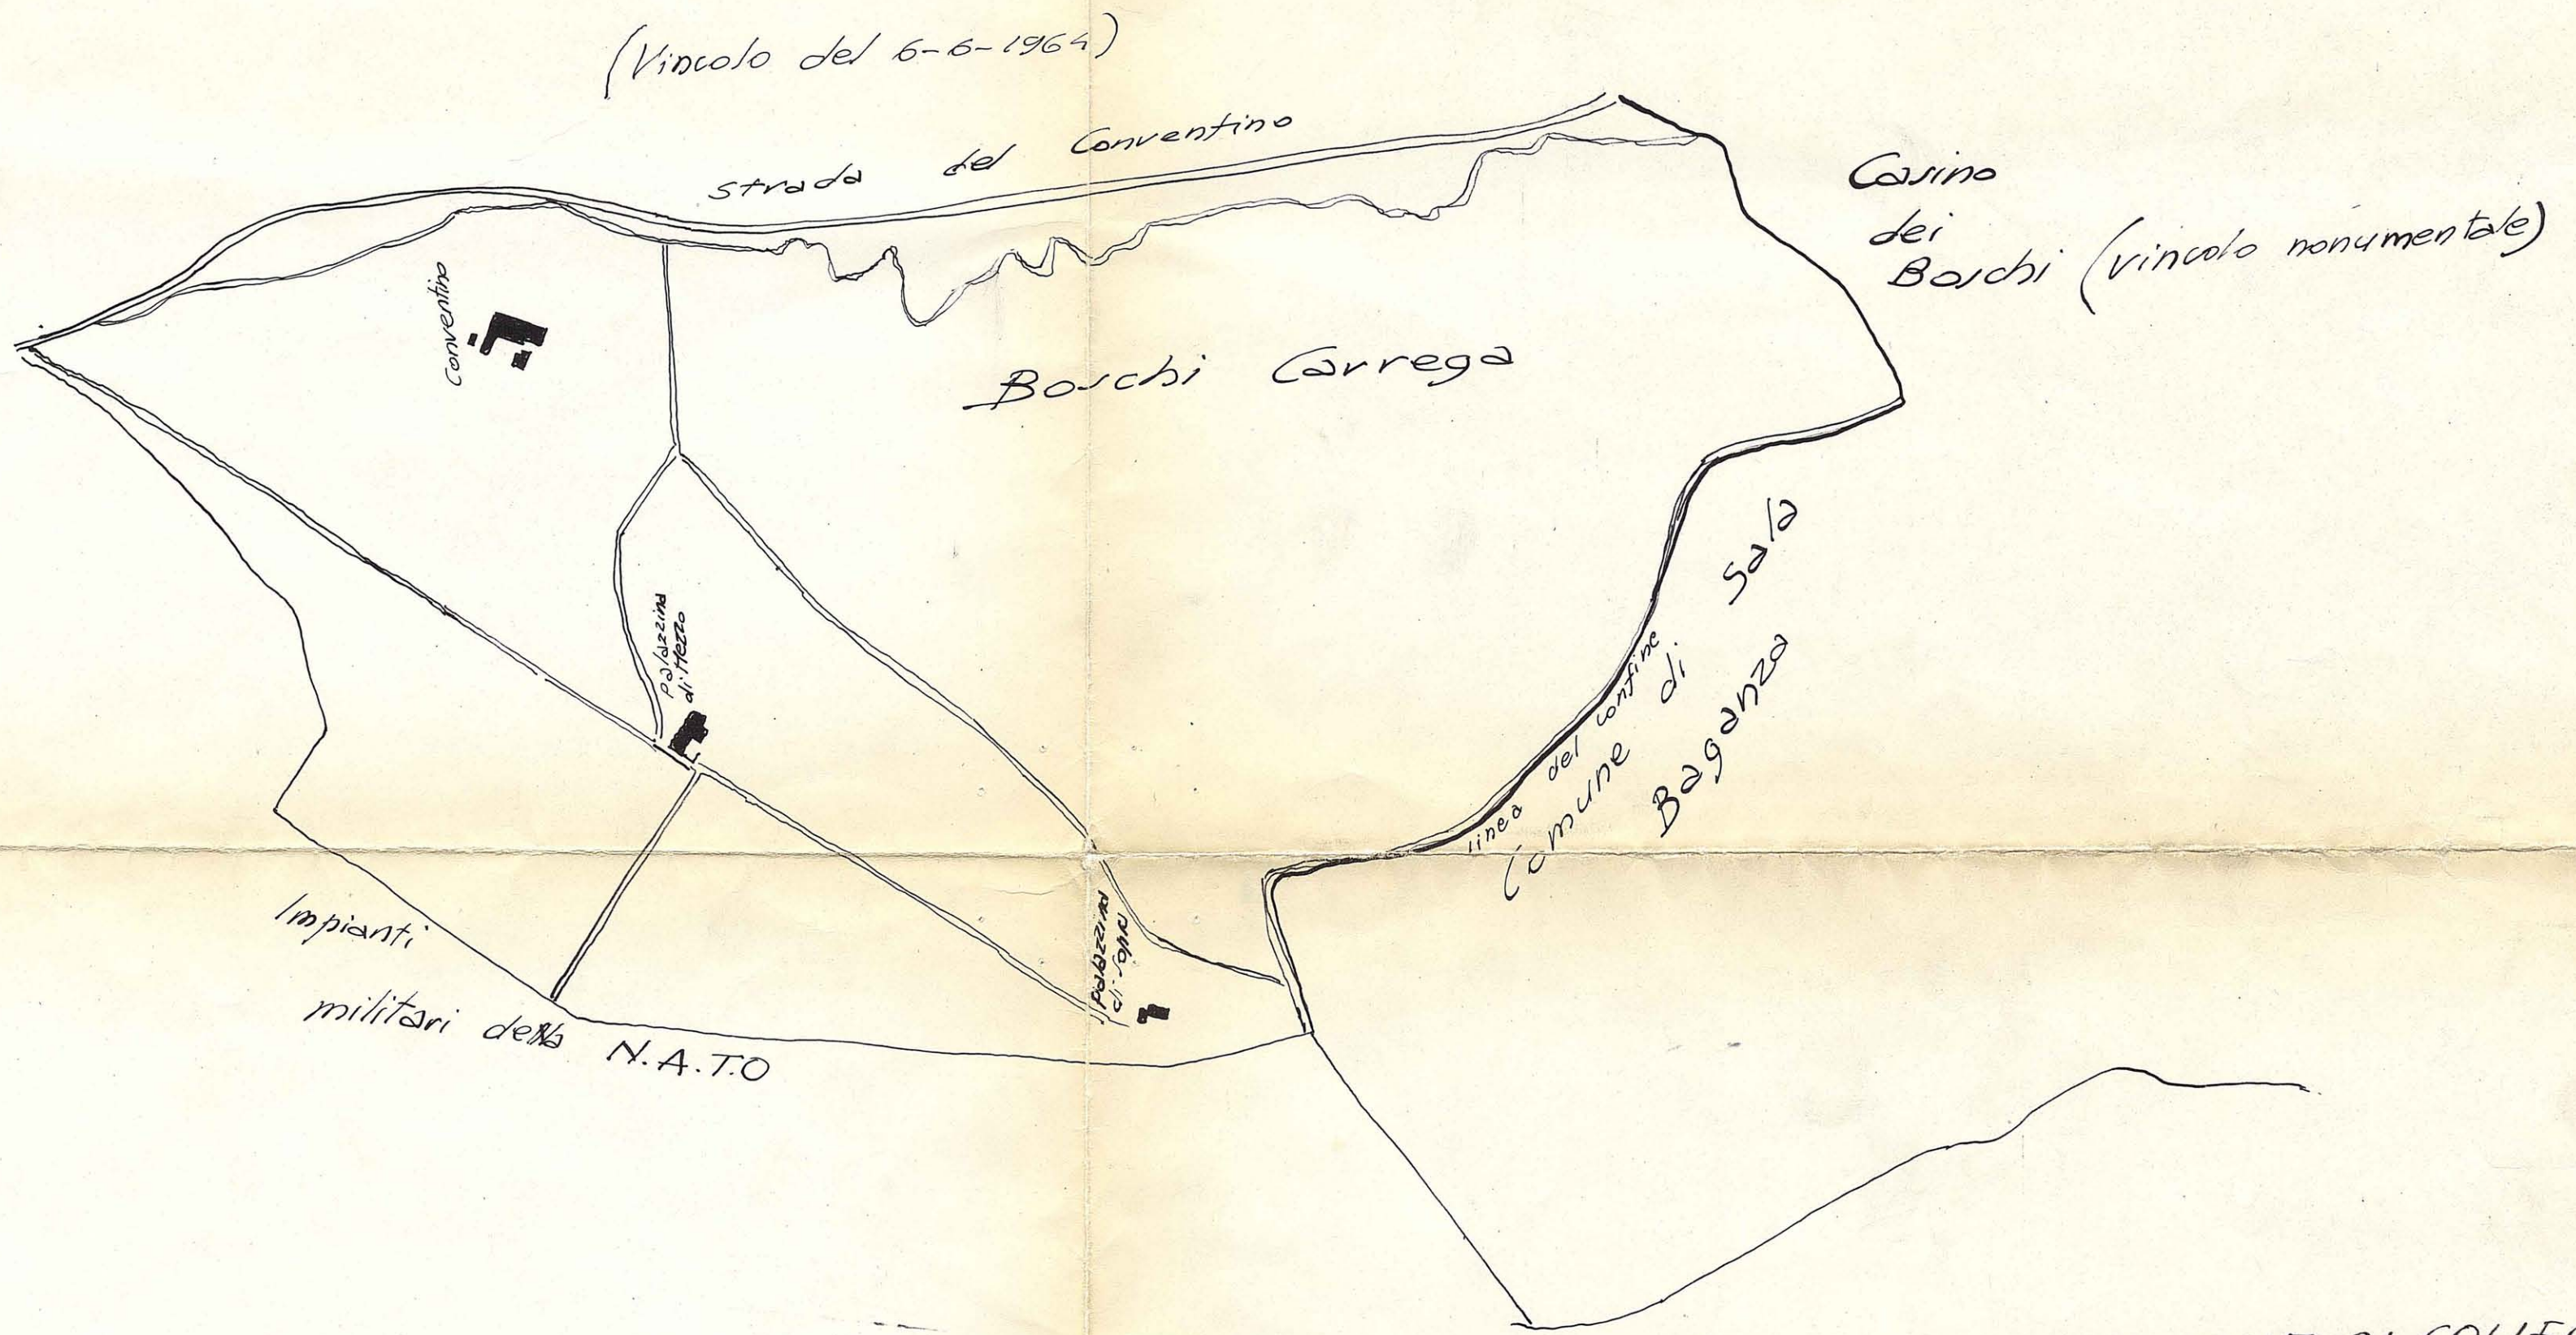 (Vincolo del 6-6-1964)
strada del Conventino
Casino
dei
Boschi (vincolo monumentale)
Conventino
Boschi Carrega
Sala
Palazzina
di Mezzo
linea del confine
Comune di
Baganza
Palazzina
di sopra
Impianti
militari della N.A.T.O